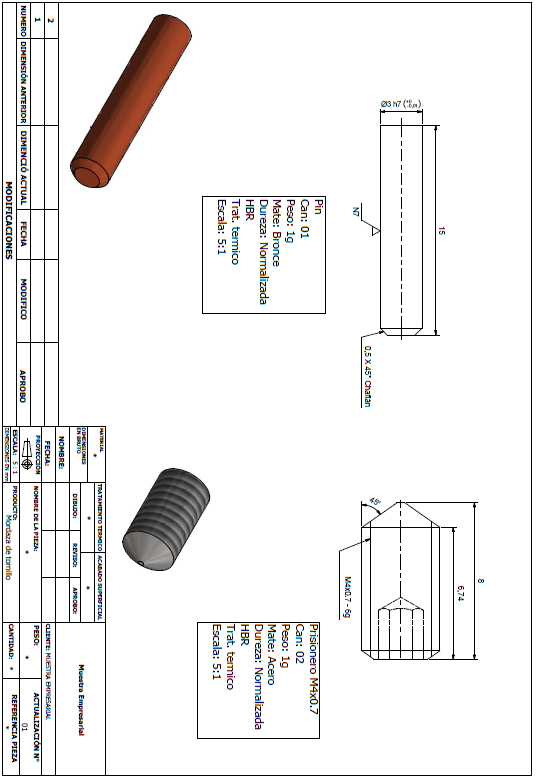 Ø3 h7 (+0 -0,01)
15
N7
0,5 X 45° Chaflán
Pin
Can: 01
Peso: 1g
Mate: Bronce
Dureza: Normalizada
HBR
Trat. termico
Escala: 5:1
8
6,74
45°
M4x0.7 - 6g
Prisionero M4x0.7
Can: 02
Peso: 1g
Mate: Acero
Dureza: Normalizada
HBR
Trat. termico
Escala: 5:1
2
1
NUMERO DIMENSIÓN ANTERIOR DIMENCIÓ ACTUAL FECHA MODIFICO APROBO
MODIFICACIONES
MATERIAL
*
TRATAMIENTO TERMICO
*
ACABADO SUPERFICIAL
*
DIMENSIONES
EN BRUTO
DIBUJO: REVISO: APROBO:
NOMBRE:
FECHA:
Muestra Empresarial
CLIENTE: MUESTRA EMPRESARIAL
PROYECCIÓN
NOMBRE DE LA PIEZA:
*
PESO:
*
ACTUALIZACIÓN N°
01
ESCALA: 5 : 1
DIMENSIONES EN mm
PRODUCTO: Mordaza de tornillo
CANTIDAD: *
REFERENCIA PIEZA
*